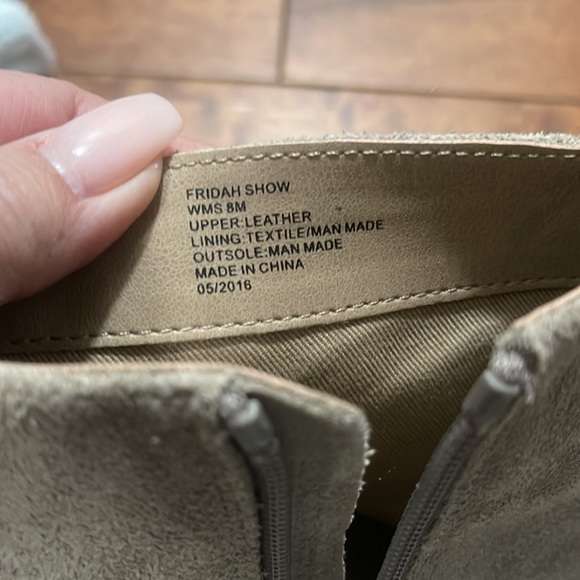 FRIDAH SHOW
WMS 8M
UPPER:LEATHER
LINING:TEXTILE/MAN MADE
OUTSOLE:MAN MADE
MADE IN CHINA
05/2016